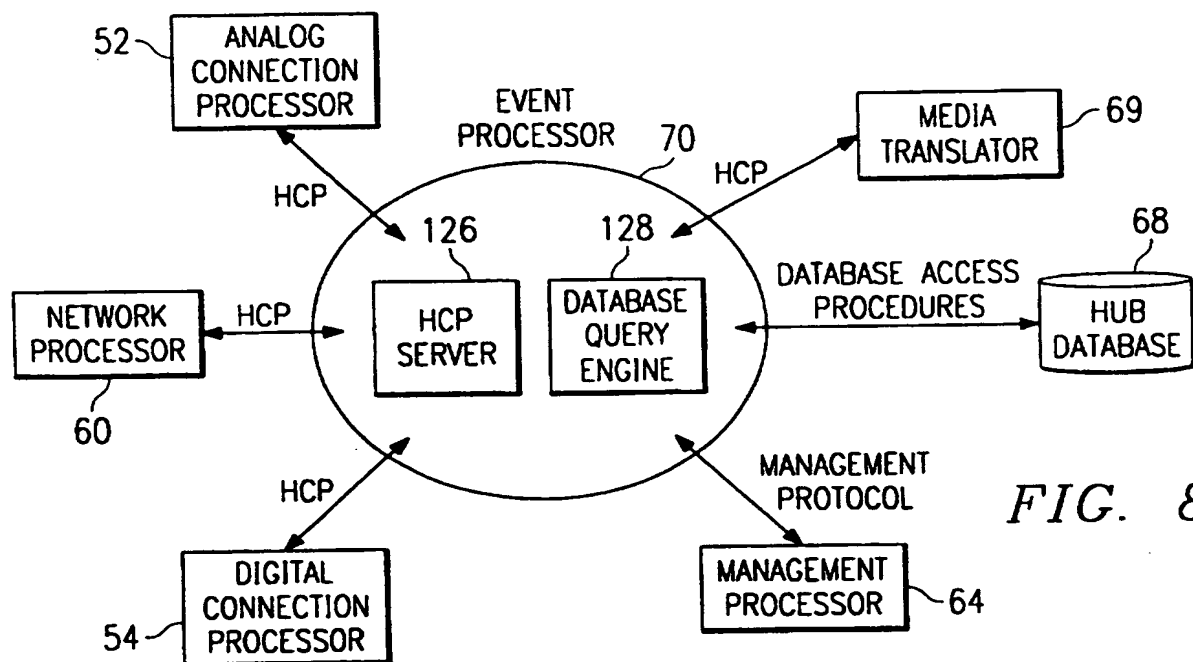 52
ANALOG
CONNECTION
PROCESSOR
EVENT
PROCESSOR
70
MEDIA
TRANSLATOR
69
HCP
HCP
126
HCP
SERVER
128
DATABASE
QUERY
ENGINE
DATABASE ACCESS
PROCEDURES
68
HUB
DATABASE
NETWORK
PROCESSOR
60
HCP
HCP
MANAGEMENT
PROTOCOL
FIG. 8
DIGITAL
CONNECTION
PROCESSOR
54
MANAGEMENT
PROCESSOR
64